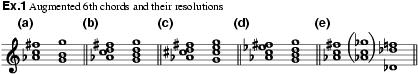 Ex.1 Augmented 6th chords and their resolutions
(a) (b) (c) (d) (e)